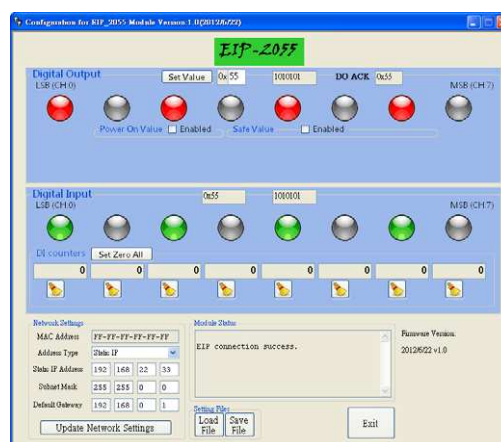 Configuration for EIP_2055 Module Version 1.0(2012/6/22)
EIP-2055
Digital Output
Set Value 0x 55 1010101 DO ACK 0x55
LSB (CH:0) MSB (CH:7)
Power On Value Enabled Safe Value Enabled
Digital Input
0x55 1010101
LSB (CH:0) MSB (CH:7)
DI counters Set Zero All
0 0 0 0 0 0 0 0
Network Settings
MAC Address FF-FF-FF-FF-FF-FF
Address Type Static IP
Static IP Address 192 168 22 33
Subnet Mask 255 255 0 0
Default Gateway 192 168 0 1
Update Network Settings
Module Status
EIP connection success.
Setting Files
Load File
Save File
Firmware Version:
2012/6/22 v1.0
Exit